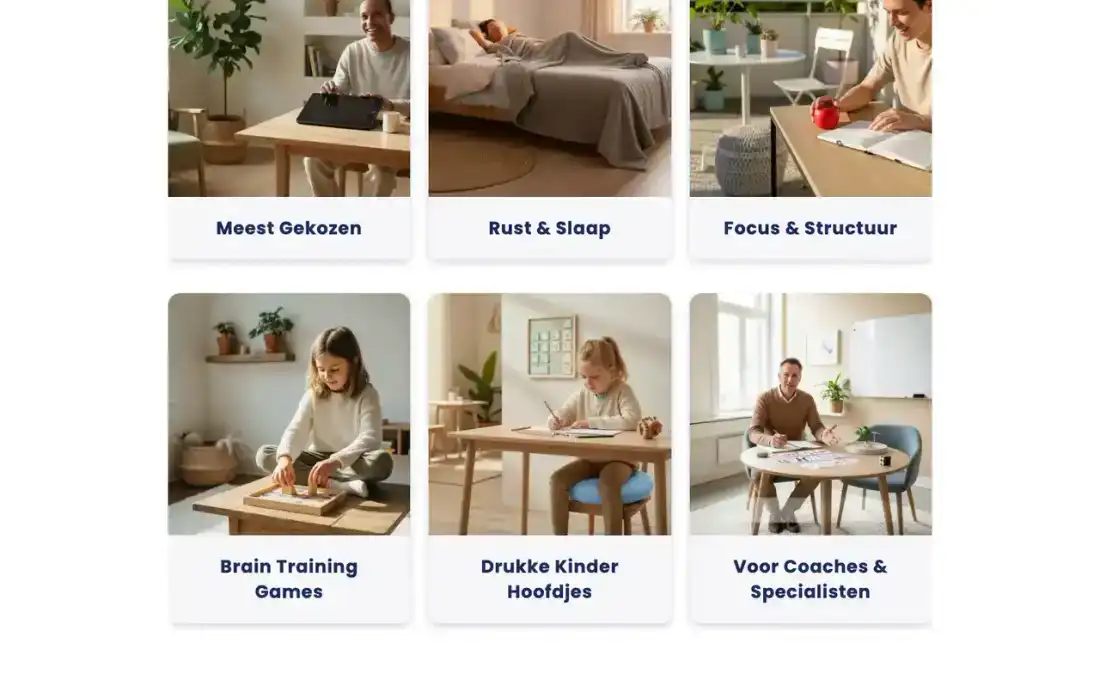 Meest Gekozen
Rust & Slaap
Focus & Structuur
Brain Training
Games
Drukke Kinder
Hoofdjes
Voor Coaches &
Specialisten